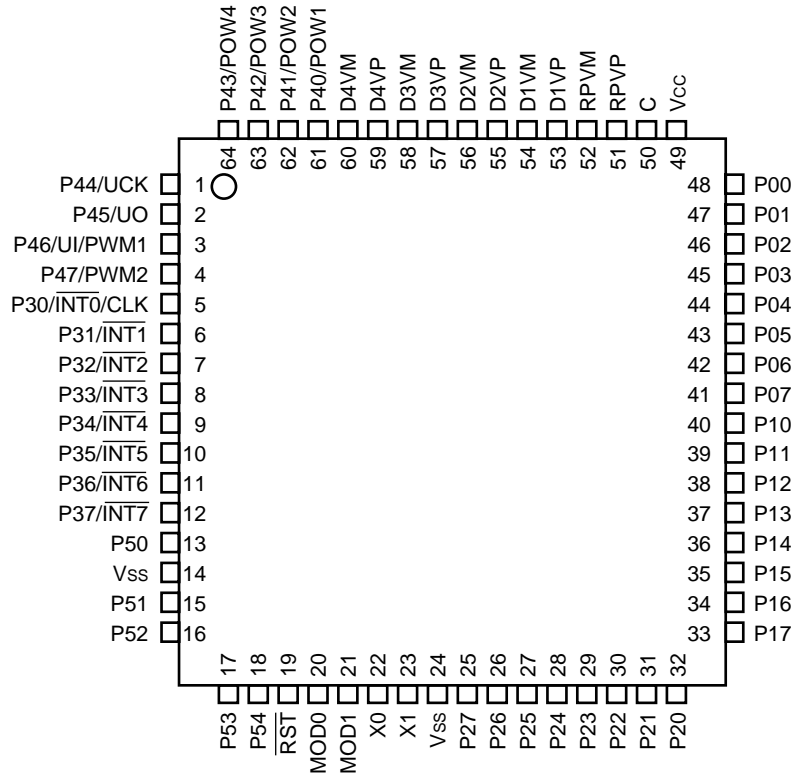 P43/POW4
P42/POW3
P41/POW2
P40/POW1
D4VM
D4VP
D3VM
D3VP
D2VM
D2VP
D1VM
D1VP
RPVM
RPVP
C
Vcc
64
63
62
61
60
59
58
57
56
55
54
53
52
51
50
49
P44/UCK 1
P45/UO 2
P46/UI/PWM1 3
P47/PWM2 4
P30/INT0/CLK 5
P31/INT1 6
P32/INT2 7
P33/INT3 8
P34/INT4 9
P35/INT5 10
P36/INT6 11
P37/INT7 12
P50 13
Vss 14
P51 15
P52 16
48 P00
47 P01
46 P02
45 P03
44 P04
43 P05
42 P06
41 P07
40 P10
39 P11
38 P12
37 P13
36 P14
35 P15
34 P16
33 P17
17
18
19
20
21
22
23
24
25
26
27
28
29
30
31
32
P53
P54
RST
MOD0
MOD1
X0
X1
Vss
P27
P26
P25
P24
P23
P22
P21
P20